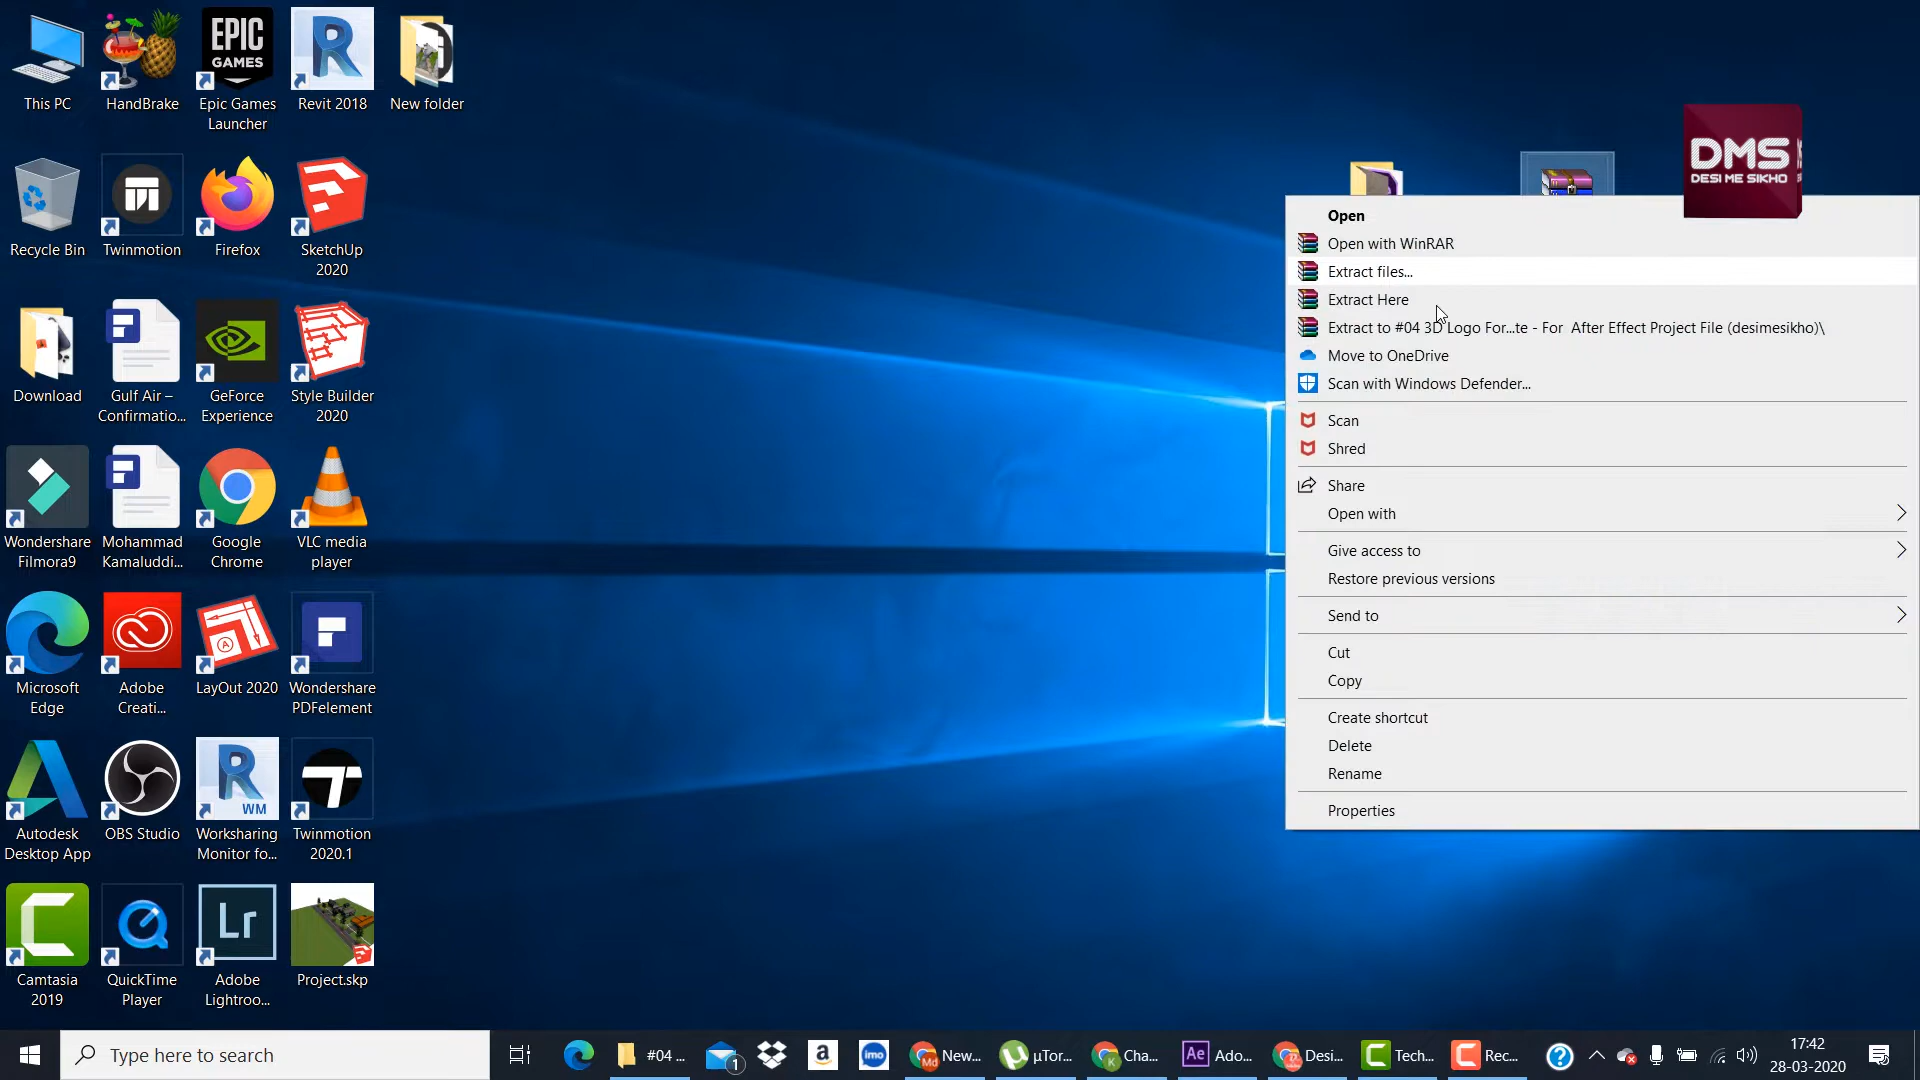 This PC
HandBrake
EPIC
GAMES
Epic Games
Launcher
R
Revit 2018
New folder
Recycle Bin
Twinmotion
Firefox
SketchUp
2020
Download
Gulf Air –
Confirmatio...
GeForce
Experience
Style Builder
2020
Wondershare
Filmora9
Mohammad
Kamaluddi...
Google
Chrome
VLC media
player
Microsoft
Edge
Adobe
Creati...
A
LayOut 2020
Wondershare
PDFelement
Autodesk
Desktop App
OBS Studio
R
WM
Worksharing
Monitor fo...
Twinmotion
2020.1
Camtasia
2019
QuickTime
Player
Lr
Adobe
Lightroo...
Project.skp
DMS
DESI ME SIKHO
Open
Open with WinRAR
Extract files...
Extract Here
Extract to #04 3D Logo For...te - For  After Effect Project File (desimesikho)\
Move to OneDrive
Scan with Windows Defender...
Scan
Shred
Share
Open with
Give access to
Restore previous versions
Send to
Cut
Copy
Create shortcut
Delete
Rename
Properties
Type here to search
#04 ...
1
a
imo
Md
New...
µTor...
K
Cha...
Ae
Ado...
Desi...
Tech...
Rec...
?
17:42
28-03-2020